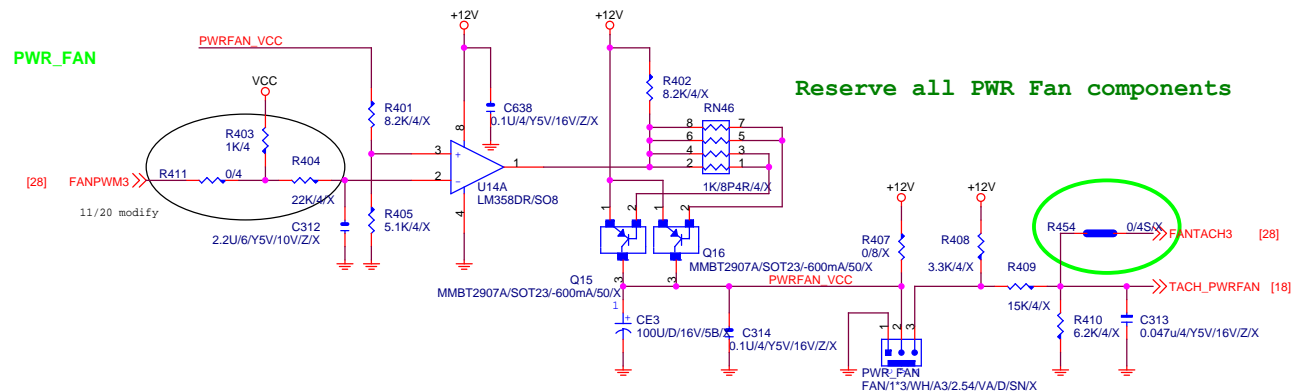 +12V
+12V
PWRFAN_VCC
PWR_FAN
VCC
R402
8.2K/4/X
Reserve all PWR Fan components
R401
8.2K/4/X
C638
0.1U/4/Y5V/16V/Z/X
RN46
8
7
6
5
4
3
2
1
R403
1K/4
8
3
+
1
2
-
4
U14A
LM358DR/SO8
1K/8P4R/4/X
R404
22K/4/X
[28]
FANPWM3
R411
0/4
11/20 modify
R405
5.1K/4/X
C312
2.2U/6/Y5V/10V/Z/X
+12V
+12V
1
2
1
2
R454
0/4S/X
FANTACH3
[28]
Q16
MMBT2907A/SOT23/-600mA/50/X
R407
0/8/X
R408
3.3K/4/X
R409
15K/4/X
3
3
Q15
MMBT2907A/SOT23/-600mA/50/X
PWRFAN_VCC
TACH_PWRFAN
[18]
1
+
CE3
100U/D/16V/5B/X
C314
0.1U/4/Y5V/16V/Z/X
1
2
3
R410
6.2K/4/X
C313
0.047u/4/Y5V/16V/Z/X
PWR_FAN
FAN/1*3/WH/A3/2.54/VA/D/SN/X